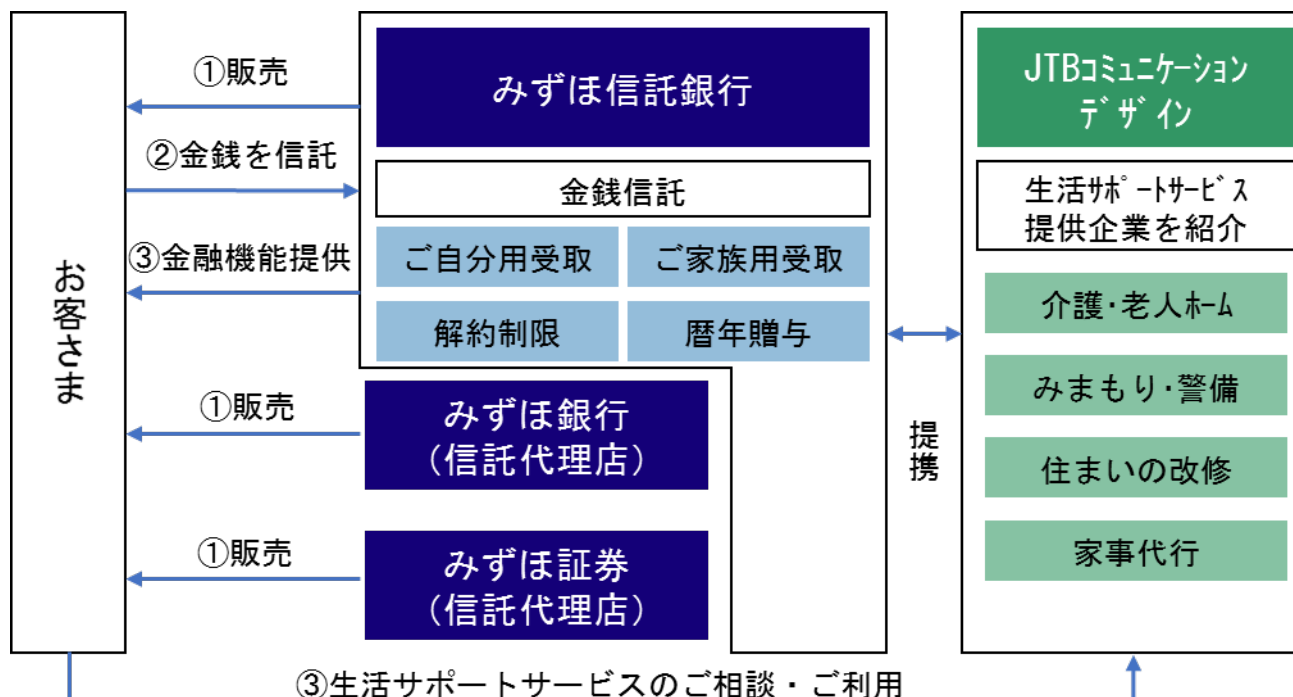 お客さま
①販売
②金銭を信託
③金融機能提供
①販売
①販売
みずほ信託銀行
金銭信託
ご自分用受取
ご家族用受取
解約制限
暦年贈与
みずほ銀行
(信託代理店)
みずほ証券
(信託代理店)
提携
JTBｺﾐｭﾆｹｰｼｮﾝ
ﾃﾞｻﾞｲﾝ
生活ｻﾎﾟｰﾄｻｰﾋﾞｽ
提供企業を紹介
介護･老人ﾎｰﾑ
みまもり･警備
住まいの改修
家事代行
③生活サポートサービスのご相談・ご利用